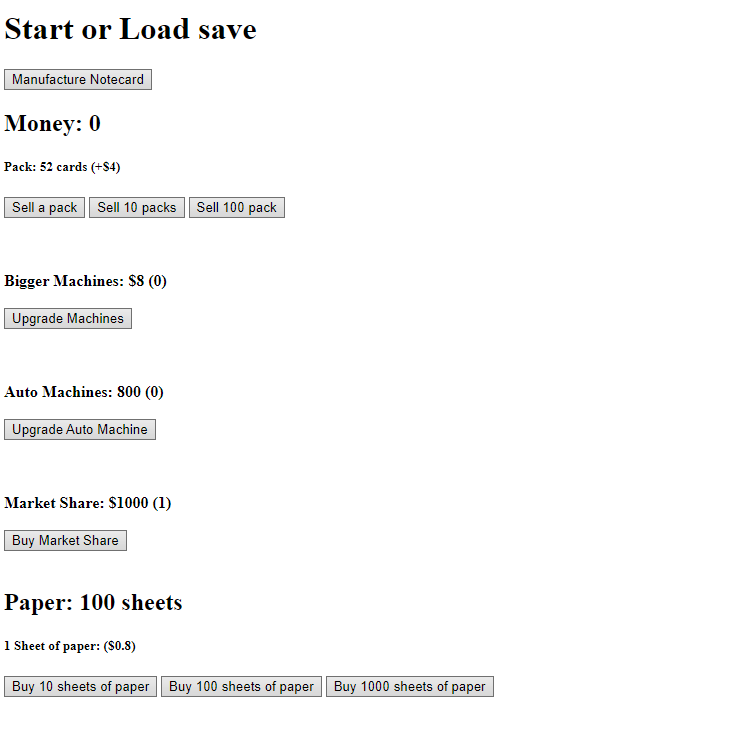 Start or Load save
Manufacture Notecard
Money: 0
Pack: 52 cards (+$4)
Sell a pack Sell 10 packs Sell 100 pack
Bigger Machines: $8 (0)
Upgrade Machines
Auto Machines: 800 (0)
Upgrade Auto Machine
Market Share: $1000 (1)
Buy Market Share
Paper: 100 sheets
1 Sheet of paper: ($0.8)
Buy 10 sheets of paper Buy 100 sheets of paper Buy 1000 sheets of paper